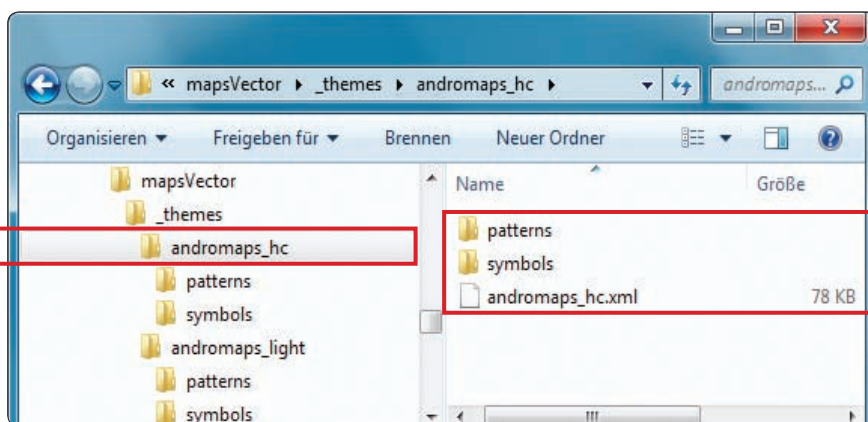 « mapsVector ▸ _themes ▸ andromaps_hc ▸
andromaps...
Organisieren ▾ Freigeben für ▾ Brennen Neuer Ordner
mapsVector
_themes
andromaps_hc
patterns
symbols
andromaps_light
patterns
symbols
Name Größe
patterns
symbols
andromaps_hc.xml 78 KB